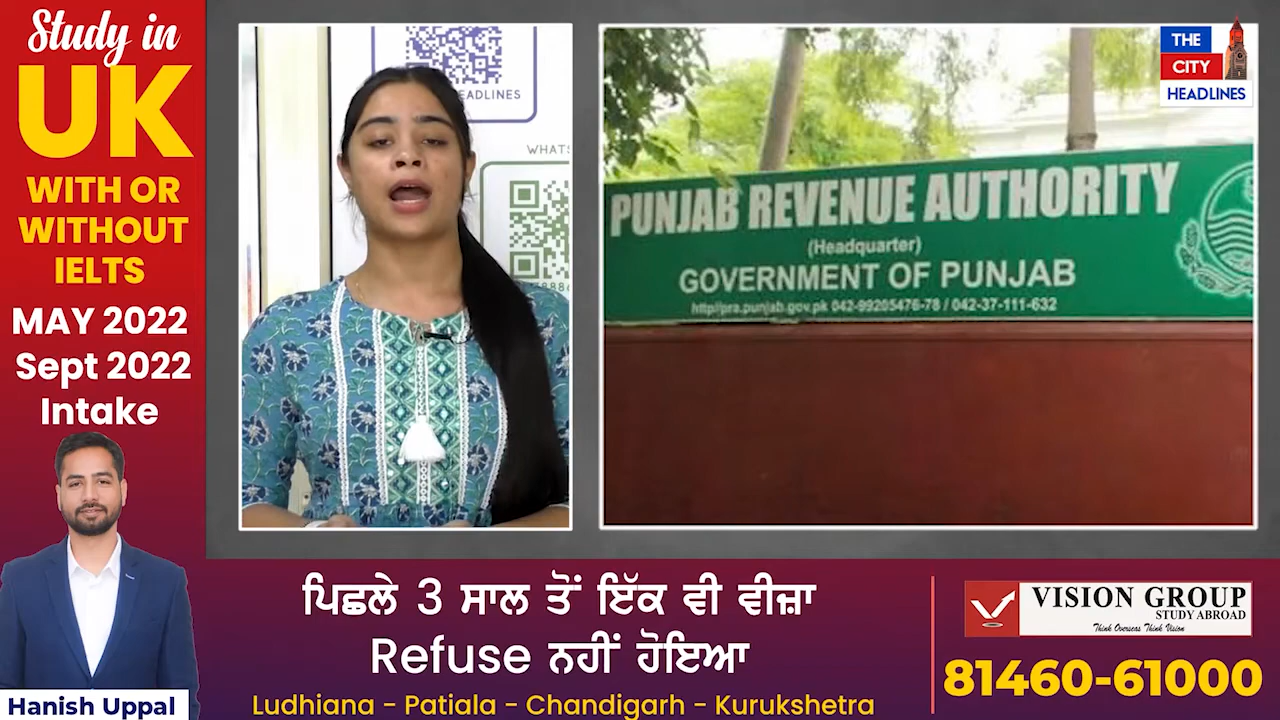 Study in
UK
WITH OR
WITHOUT
IELTS
MAY 2022
Sept 2022
Intake
Hanish Uppal
HEADLINES
THE
CITY
HEADLINES
PUNJAB REVENUE AUTHORITY
(Headquarter)
GOVERNMENT OF PUNJAB
http//pra.punjab.gov.pk 042-99205476-78 / 042-37-111-632
ਪਿਛਲੇ 3 ਸਾਲ ਤੋਂ ਇੱਕ ਵੀ ਵੀਜ਼ਾ
Refuse ਨਹੀਂ ਹੋਇਆ
Ludhiana - Patiala - Chandigarh - Kurukshetra
VISION GROUP
STUDY ABROAD
Think Overseas Think Vision
81460-61000